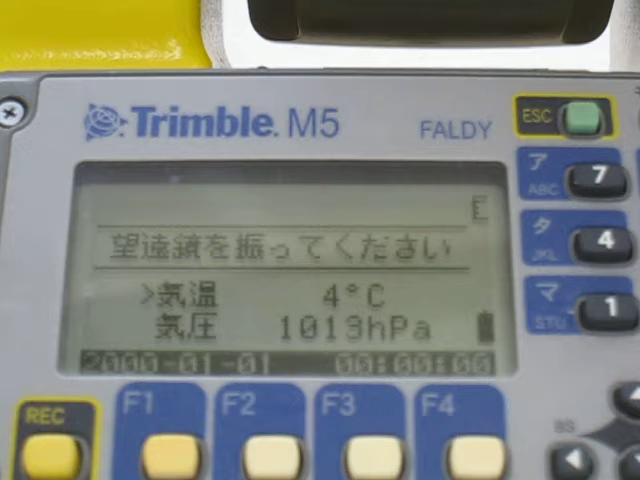 Trimble. M5
FALDY
ESC
E
ア
ABC
7
望遠鏡を振ってください
タ
JKL
4
>気温 4°C
マ
STU
1
気圧 1013hPa
2000-01-01 00:00:00
REC
F1
F2
F3
F4
BS